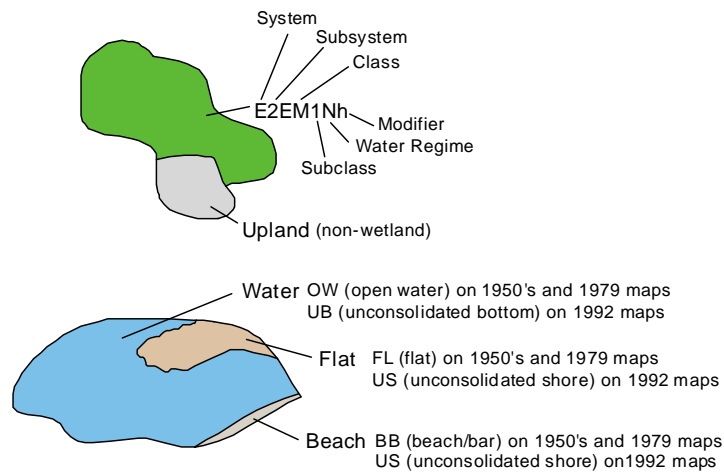 System
Subsystem
Class
E2EM1Nh
Modifier
Water Regime
Subclass
Upland (non-wetland)
Water OW (open water) on 1950's and 1979 maps
UB (unconsolidated bottom) on 1992 maps
Flat FL (flat) on 1950's and 1979 maps
US (unconsolidated shore) on 1992 maps
Beach BB (beach/bar) on 1950's and 1979 maps
US (unconsolidated shore) on1992 maps